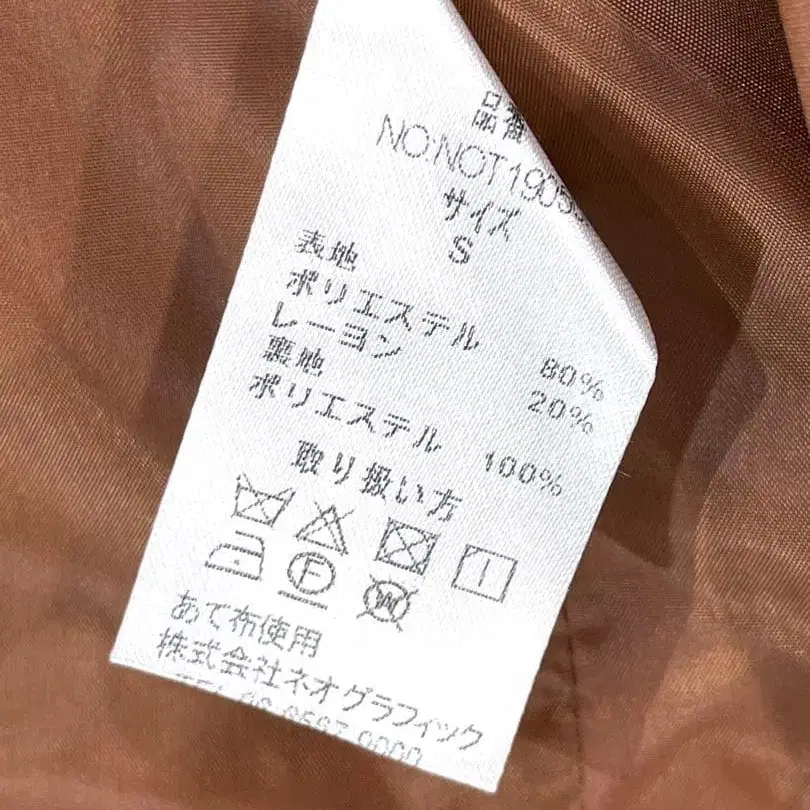 品番
NO:NOT1905
サイズ
S
表地
ポリエステル 80%
レーヨン 20%
裏地
ポリエステル 100%
取り扱い方
F
W
あて布使用
株式会社ネオグラフィック
TEL